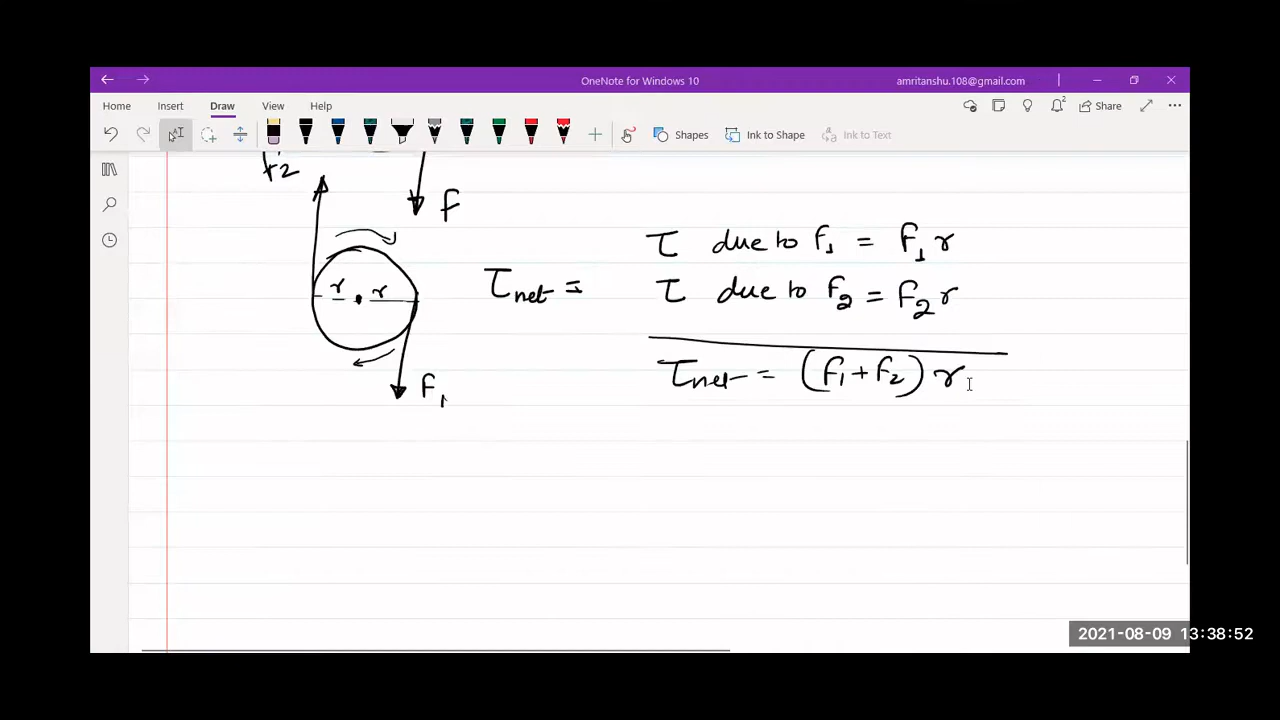 OneNote for Windows 10
amritanshu.108@gmail.com
Home Insert Draw View Help
2
Share
Shapes
Ink to Shape
Ink to Text
F2
F
τ due to F1 = F1 r
r . r
τnet =
τ due to F2 = F2 r
τnet = (F1 + F2) r
F1
2021-08-09 13:38:52